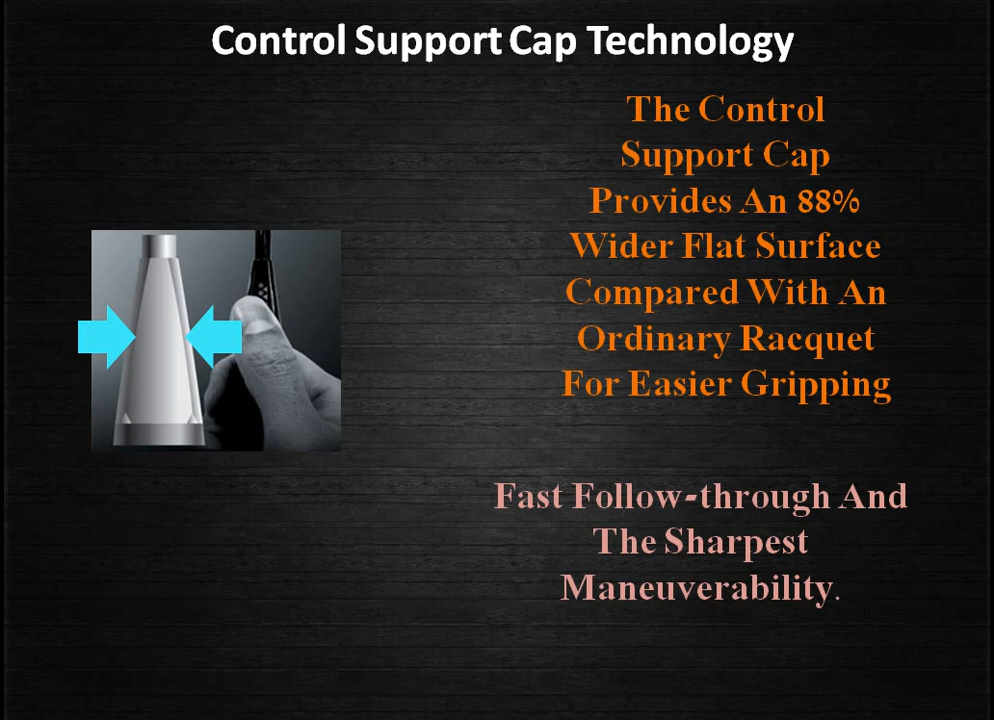 Control Support Cap Technology
The Control
Support Cap
Provides An 88%
Wider Flat Surface
Compared With An
Ordinary Racquet
For Easier Gripping
Fast Follow-through And
The Sharpest
Maneuverability.